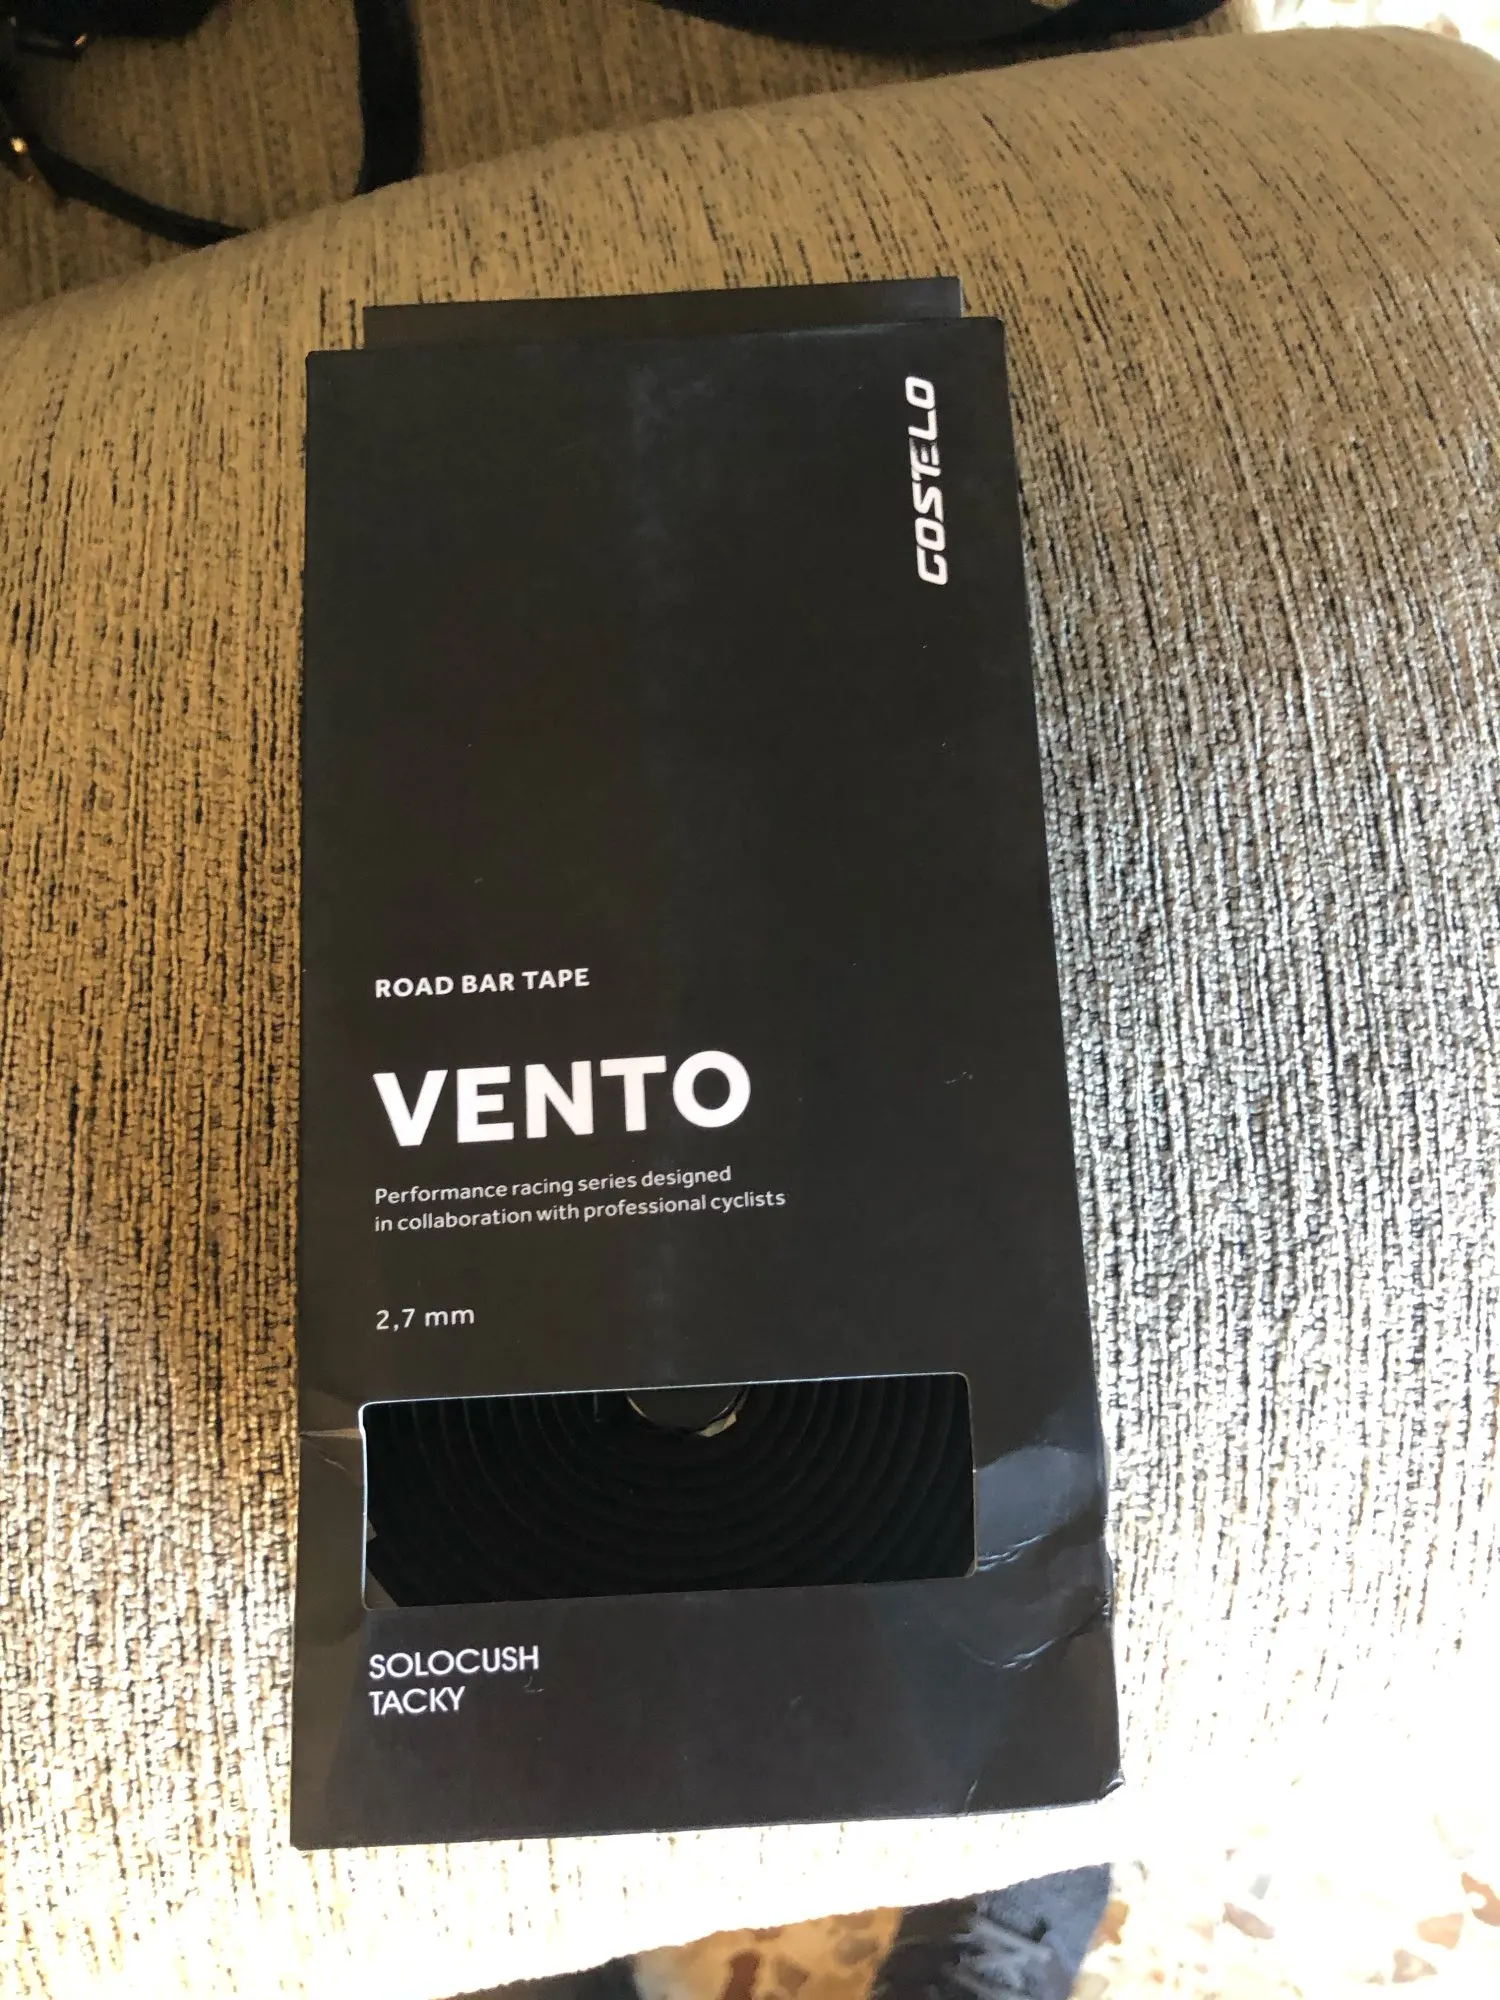 COSTELO
ROAD BAR TAPE
VENTO
Performance racing series designed
in collaboration with professional cyclists
2,7 mm
SOLOCUSH
TACKY